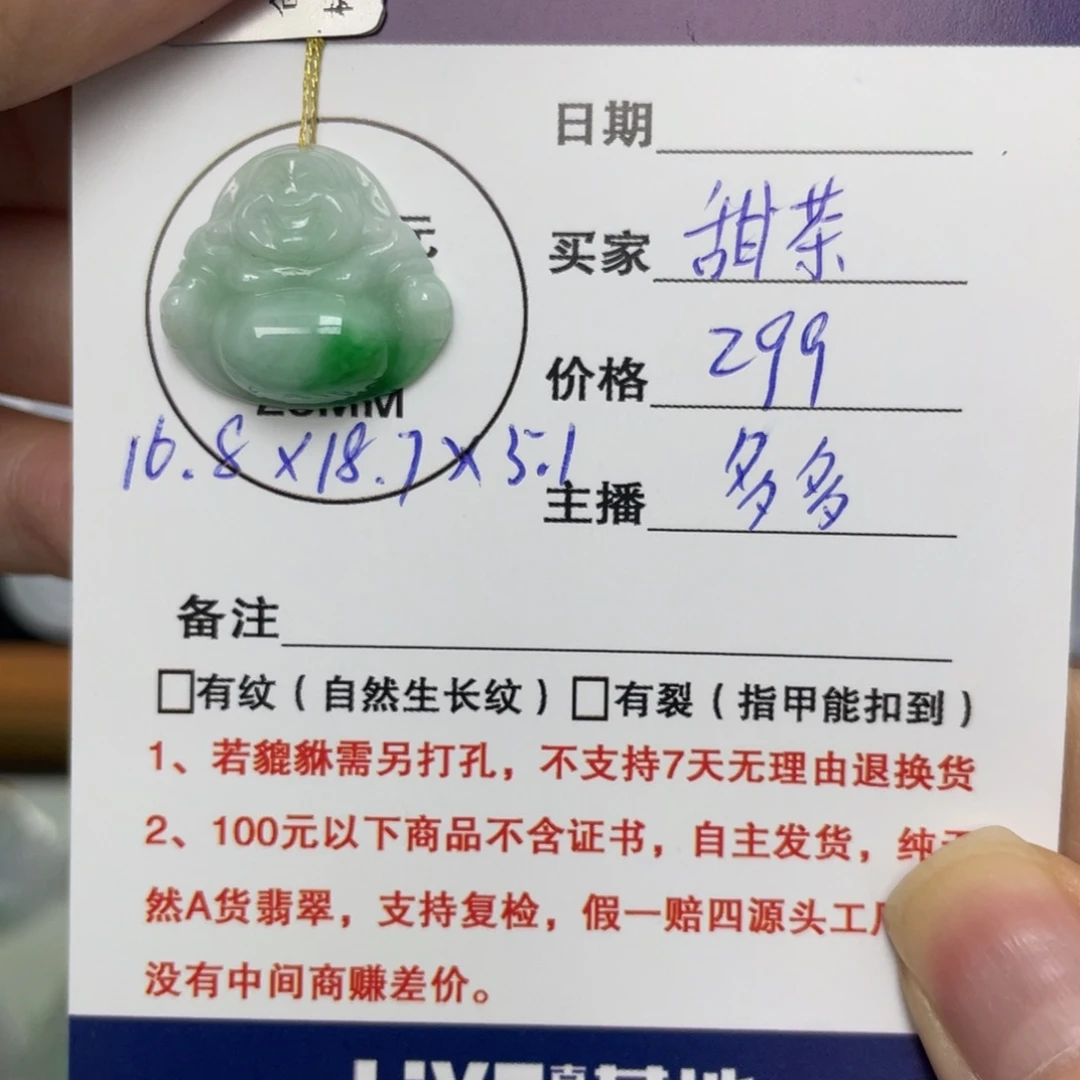 日期
元
买家 甜茶
价格 299
MM
16.8×18.7×5.1
主播 多多
备注
□有纹（自然生长纹）□有裂（指甲能扣到）
1、若貔貅需另打孔，不支持7天无理由退换货
2、100元以下商品不含证书，自主发货，纯
然A货翡翠，支持复检，假一赔四源头工
没有中间商赚差价。